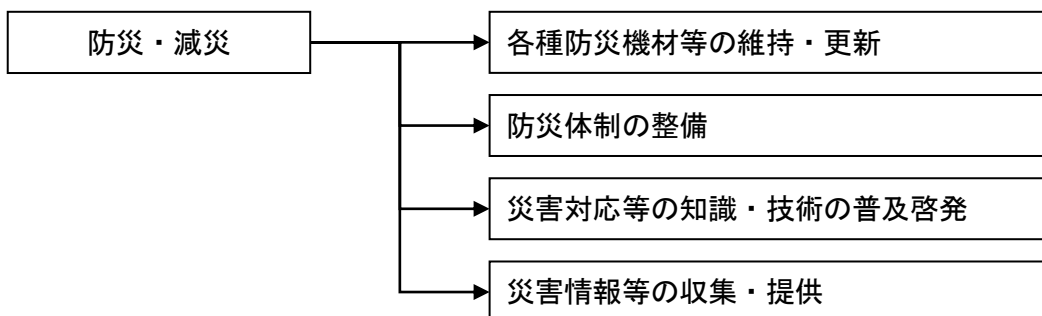 防災・減災
各種防災機材等の維持・更新
防災体制の整備
災害対応等の知識・技術の普及啓発
災害情報等の収集・提供